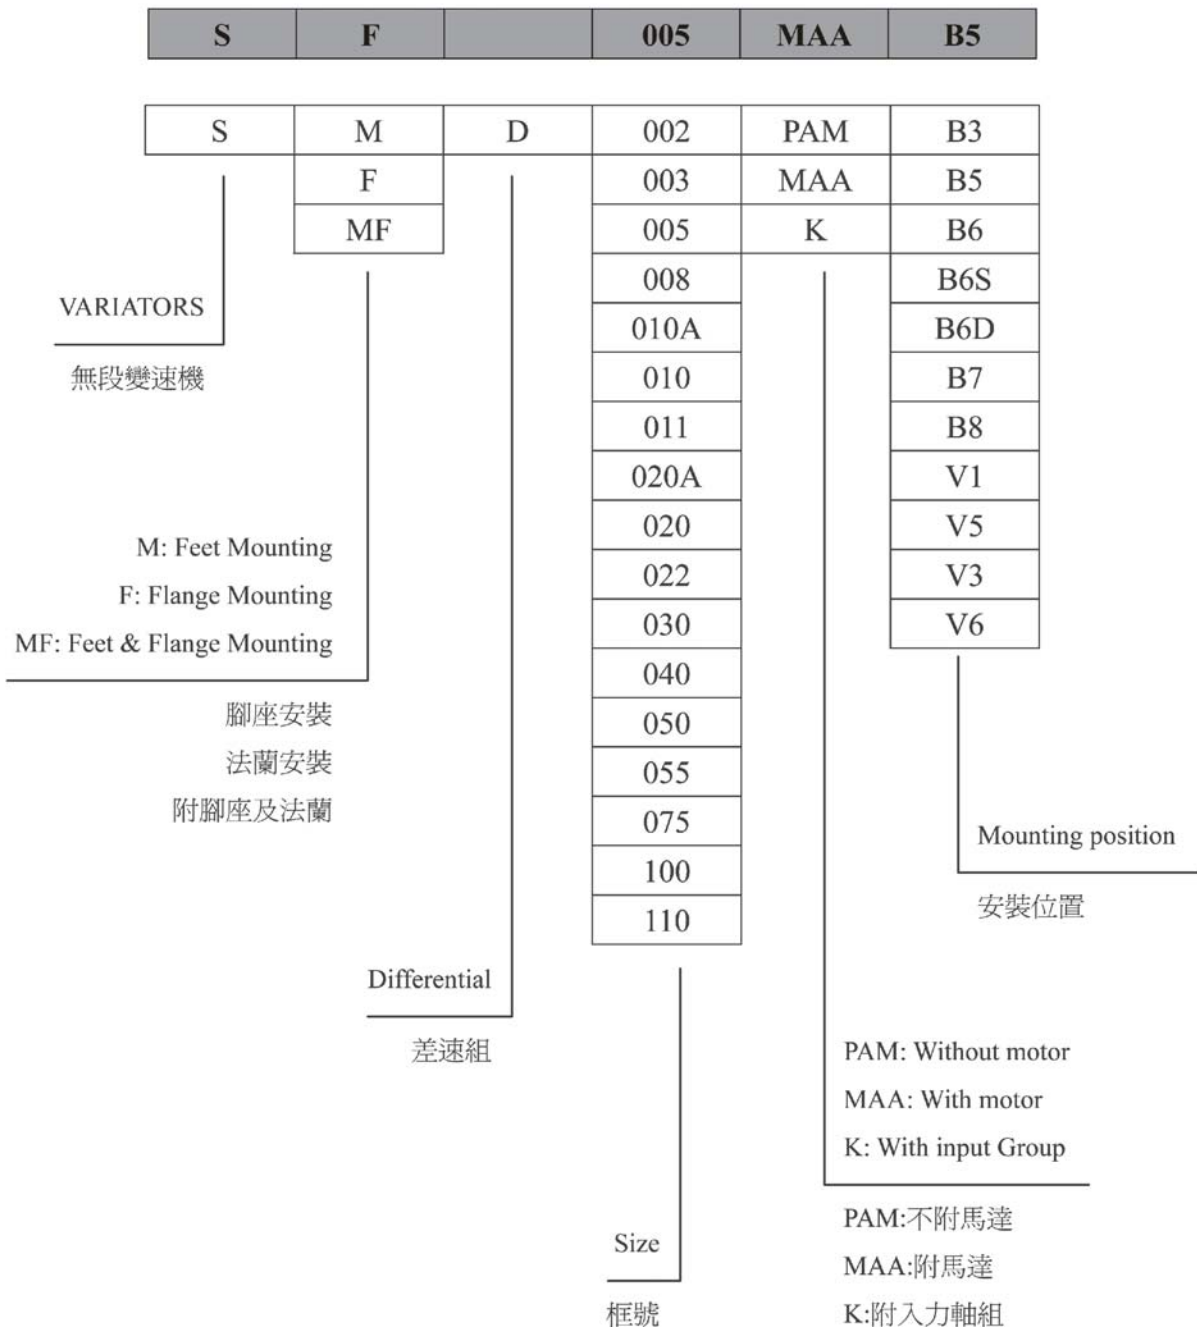 S F 005 MAA B5
S M D 002 PAM B3
F 003 MAA B5
MF 005 K B6
008 B6S
010A B6D
010 B7
011 B8
020A V1
020 V5
022 V3
030 V6
040
050
055
075
100
110
VARIATORS
無段變速機
M: Feet Mounting
F: Flange Mounting
MF: Feet & Flange Mounting
腳座安裝
法蘭安裝
附腳座及法蘭
Differential
差速組
Size
框號
PAM: Without motor
MAA: With motor
K: With input Group
PAM:不附馬達
MAA:附馬達
K:附入力軸組
Mounting position
安裝位置